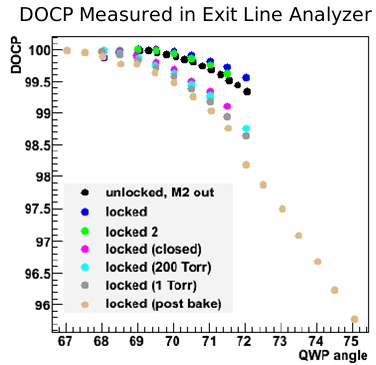 DOCP Measured in Exit Line Analyzer
DOCP
100
99.5
99
98.5
98
97.5
97
96.5
96
unlocked, M2 out
locked
locked 2
locked (closed)
locked (200 Torr)
locked (1 Torr)
locked (post bake)
67 68 69 70 71 72 73 74 75
QWP angle